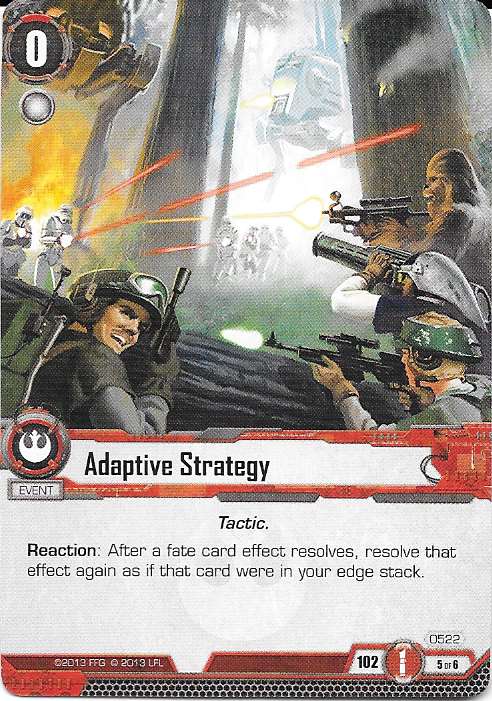 0
Adaptive Strategy
EVENT
Tactic.
Reaction: After a fate card effect resolves, resolve that
effect again as if that card were in your edge stack.
0522
©2013 FFG © 2013 LFL
102
1
5 OF 6